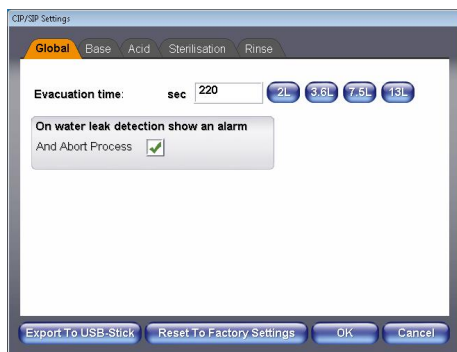 CIP/SIP Settings
Global Base Acid Sterilisation Rinse
Evacuation time: sec 220 2L 3.6L 7.5L 13L
On water leak detection show an alarm
And Abort Process
Export To USB-Stick Reset To Factory Settings OK Cancel